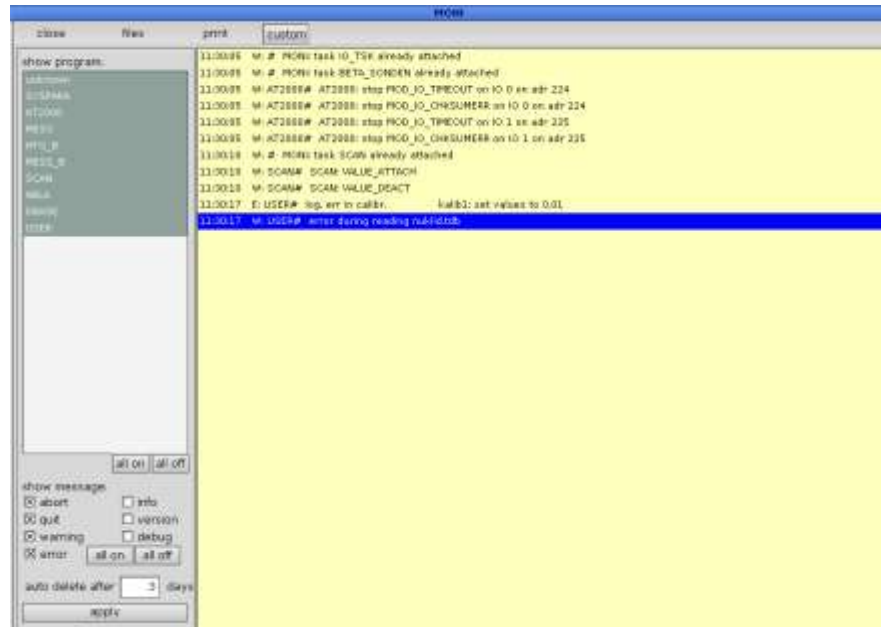 MONI
close files print custom
show program:
unknown
AT2000
MESS
MESS_B
SCAN
USER
11:30:05 W: # MONI: task IO_TSK already attached
11:30:05 W: # MONI: task BETA_SONDEN already attached
11:30:05 W: AT2000# AT2000: stop MOD_IO_TIMEOUT on IO 0 on adr 224
11:30:05 W: AT2000# AT2000: stop MOD_IO_CHKSUMERR on IO 0 on adr 224
11:30:05 W: AT2000# AT2000: stop MOD_IO_TIMEOUT on IO 1 on adr 225
11:30:05 W: AT2000# AT2000: stop MOD_IO_CHKSUMERR on IO 1 on adr 225
11:30:10 W: # MONI: task SCAN already attached
11:30:10 W: SCAN# SCAN: VALUE_ATTACH
11:30:10 W: SCAN# SCAN: VALUE_DEACT
11:30:17 E: USER# log. err in calibr. kalib1: set values to 0.01
11:30:17 W: USER# error during reading nuklid.tdb
all on all off
show message:
abort info
quit version
warning debug
error all on all off
auto delete after 3 days
apply